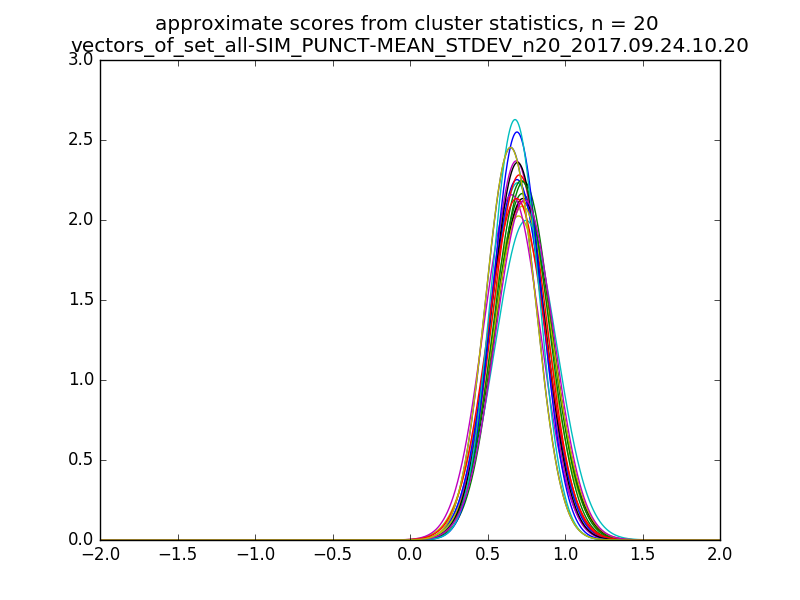 approximate scores from cluster statistics, n = 20
vectors_of_set_all-SIM_PUNCT-MEAN_STDEV_n20_2017.09.24.10.20
3.0
2.5
2.0
1.5
1.0
0.5
0.0
−2.0 −1.5 −1.0 −0.5 0.0 0.5 1.0 1.5 2.0